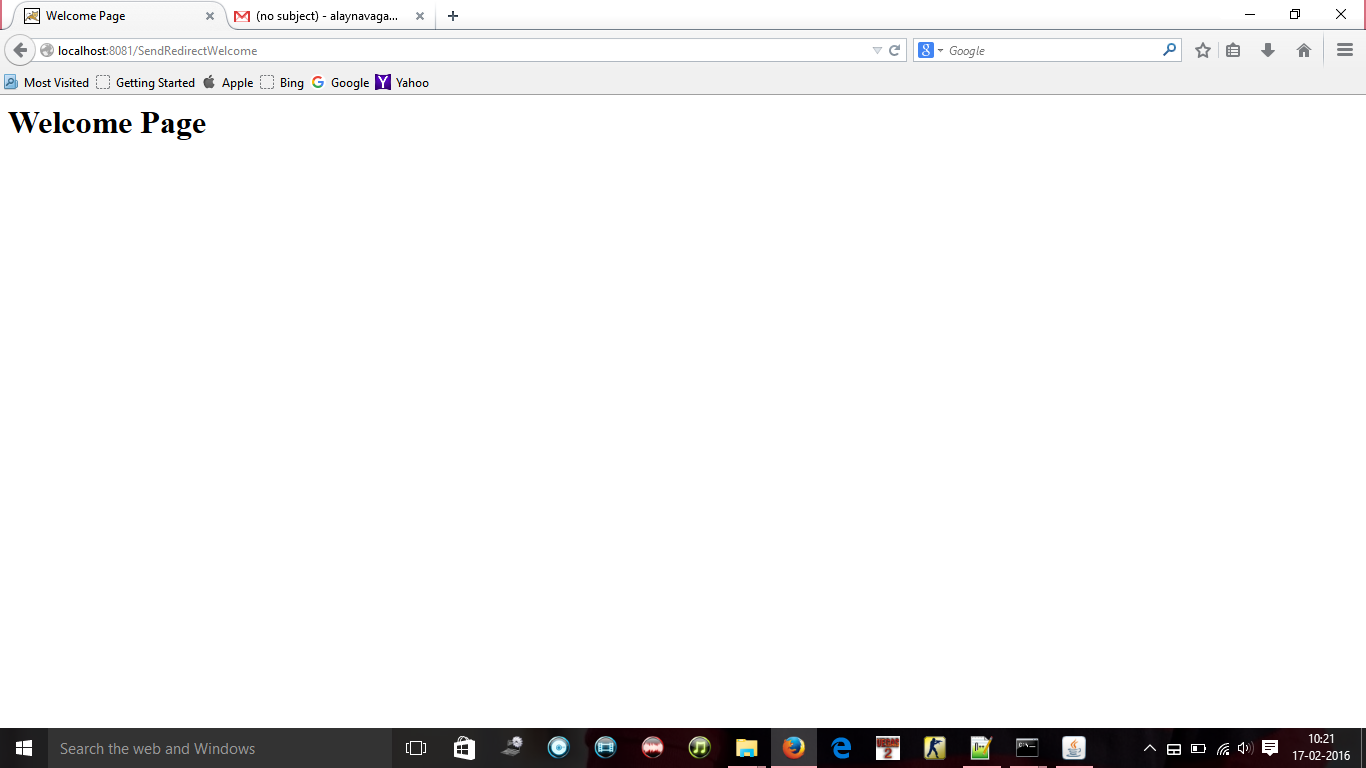 Welcome Page
(no subject) - alaynavaga...
localhost:8081/SendRedirectWelcome
Google
Most Visited
Getting Started
Apple
Bing
Google
Yahoo
Welcome Page
Search the web and Windows
10:21
17-02-2016